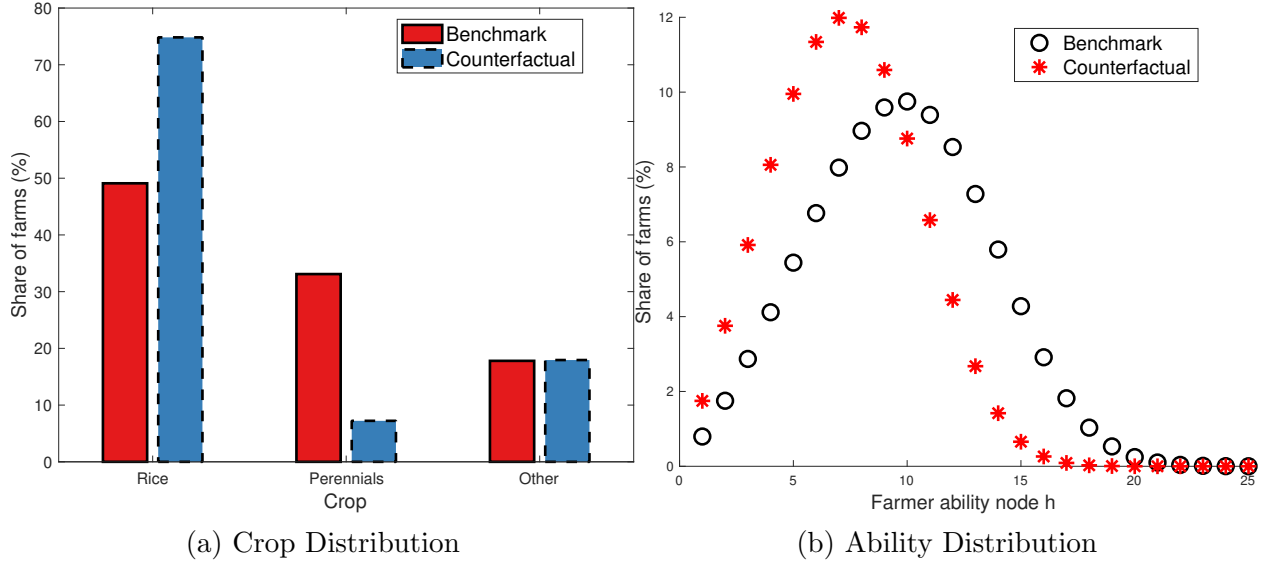 80
70
60
50
40
30
20
10
0
Share of farms (%)
Benchmark
Counterfactual
Rice
Perennials
Other
Crop
(a) Crop Distribution
12
10
8
6
4
2
0
Share of farms (%)
Benchmark
Counterfactual
0
5
10
15
20
25
Farmer ability node h
(b) Ability Distribution